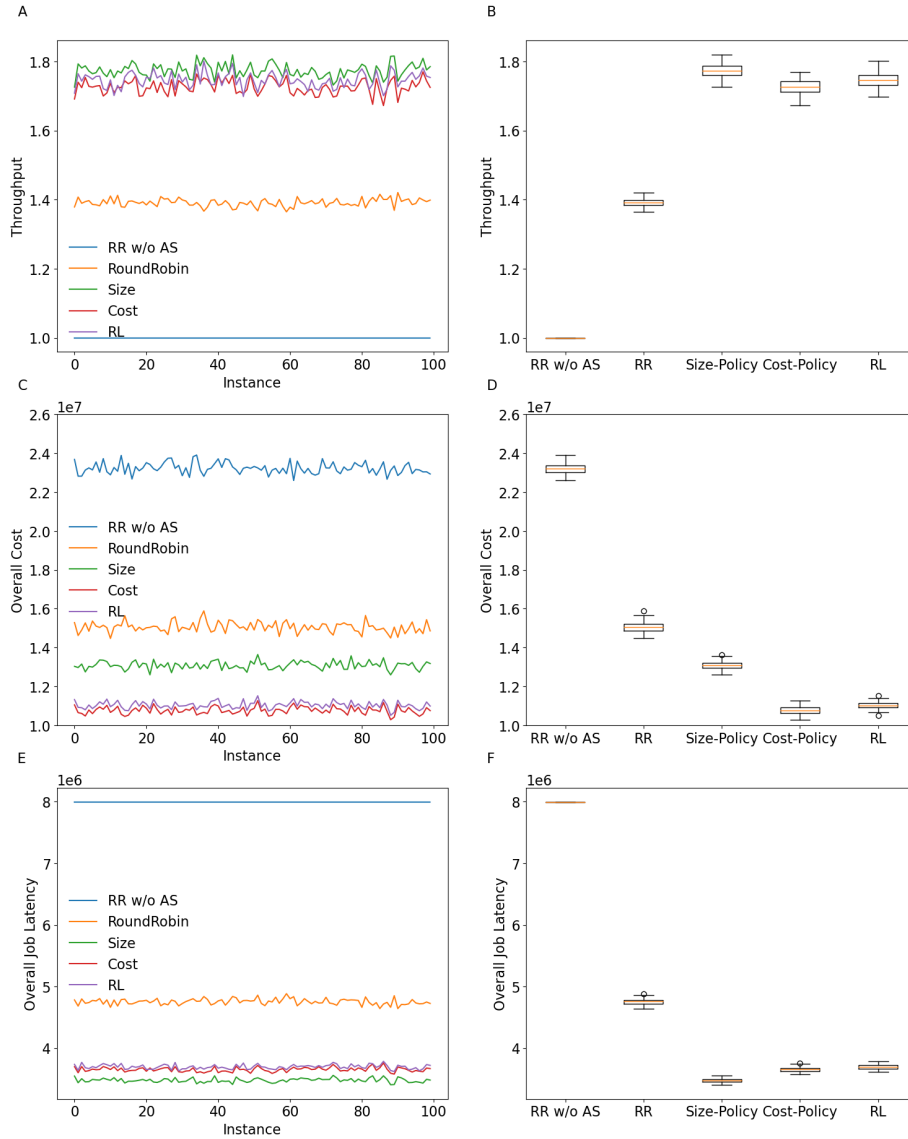 A
Throughput
1.8
1.6
1.4
1.2
1.0
RR w/o AS
RoundRobin
Size
Cost
RL
0 20 40 60 80 100
Instance
B
Throughput
1.8
1.6
1.4
1.2
1.0
RR w/o AS RR Size-Policy Cost-Policy RL
C
1e7
Overall Cost
2.6
2.4
2.2
2.0
1.8
1.6
1.4
1.2
1.0
RR w/o AS
RoundRobin
Size
Cost
RL
0 20 40 60 80 100
Instance
D
1e7
Overall Cost
2.6
2.4
2.2
2.0
1.8
1.6
1.4
1.2
1.0
RR w/o AS RR Size-Policy Cost-Policy RL
E
1e6
Overall Job Latency
8
7
6
5
4
RR w/o AS
RoundRobin
Size
Cost
RL
0 20 40 60 80 100
Instance
F
1e6
Overall Job Latency
8
7
6
5
4
RR w/o AS RR Size-Policy Cost-Policy RL